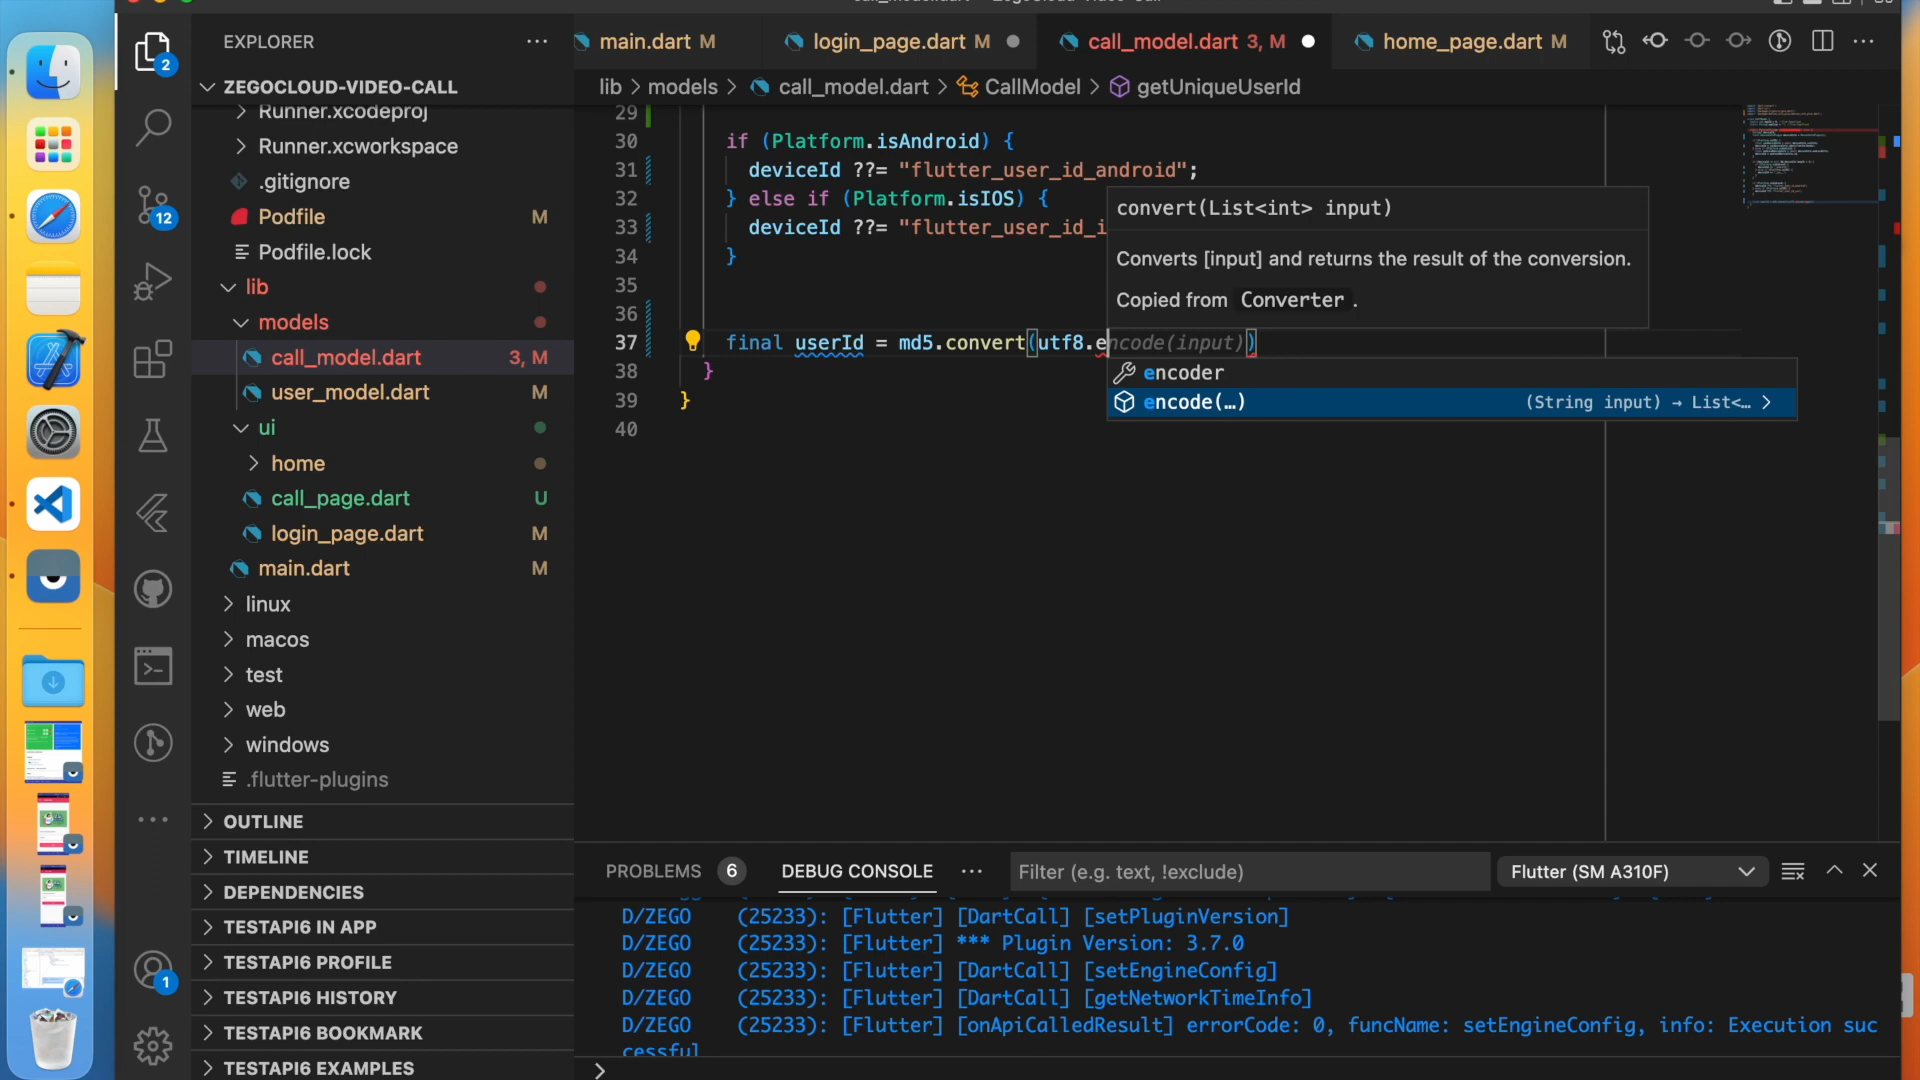 EXPLORER
ZEGOCLOUD-VIDEO-CALL
Runner.xcodeproj
Runner.xcworkspace
.gitignore
Podfile M
Podfile.lock
lib
models
call_model.dart 3, M
user_model.dart M
ui
home
call_page.dart U
login_page.dart M
main.dart M
linux
macos
test
web
windows
.flutter-plugins
OUTLINE
TIMELINE
DEPENDENCIES
TESTAPI6 IN APP
TESTAPI6 PROFILE
TESTAPI6 HISTORY
TESTAPI6 BOOKMARK
TESTAPI6 EXAMPLES
2
12
1
main.dart M
login_page.dart M
call_model.dart 3, M
home_page.dart M
lib > models > call_model.dart > CallModel > getUniqueUserId
29
30 if (Platform.isAndroid) {
31 deviceId ??= "flutter_user_id_android";
32 } else if (Platform.isIOS) {
33 deviceId ??= "flutter_user_id_i
34 }
35
36
37 final userId = md5.convert(utf8.encode(input))
38 }
39 }
40
convert(List<int> input)
Converts [input] and returns the result of the conversion.
Copied from Converter .
encoder
encode(…) (String input) → List<… >
PROBLEMS 6 DEBUG CONSOLE
Filter (e.g. text, !exclude)
Flutter (SM A310F)
D/ZEGO (25233): [Flutter] [DartCall] [setPluginVersion]
D/ZEGO (25233): [Flutter] *** Plugin Version: 3.7.0
D/ZEGO (25233): [Flutter] [DartCall] [setEngineConfig]
D/ZEGO (25233): [Flutter] [DartCall] [getNetworkTimeInfo]
D/ZEGO (25233): [Flutter] [onApiCalledResult] errorCode: 0, funcName: setEngineConfig, info: Execution suc
cessful
>